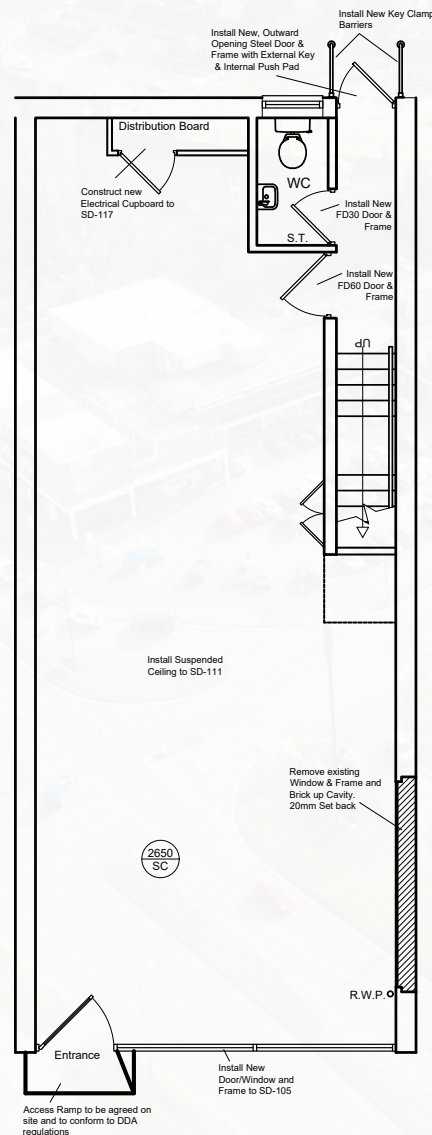 Install New Key Clamp
Barriers
Install New, Outward
Opening Steel Door &
Frame with External Key
& Internal Push Pad
Distribution Board
Construct new
Electrical Cupboard to
SD-117
WC
S.T.
Install New
FD30 Door &
Frame
Install New
FD60 Door &
Frame
UP
Install Suspended
Ceiling to SD-111
Remove existing
Window & Frame and
Brick up Cavity.
20mm Set back
2650
SC
R.W.P.
Entrance
Install New
Door/Window and
Frame to SD-105
Access Ramp to be agreed on
site and to conform to DDA
regulations